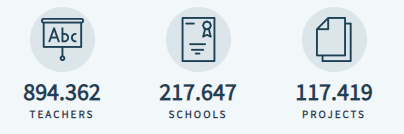 Abc
894.362 217.647 117.419
TEACHERS SCHOOLS PROJECTS